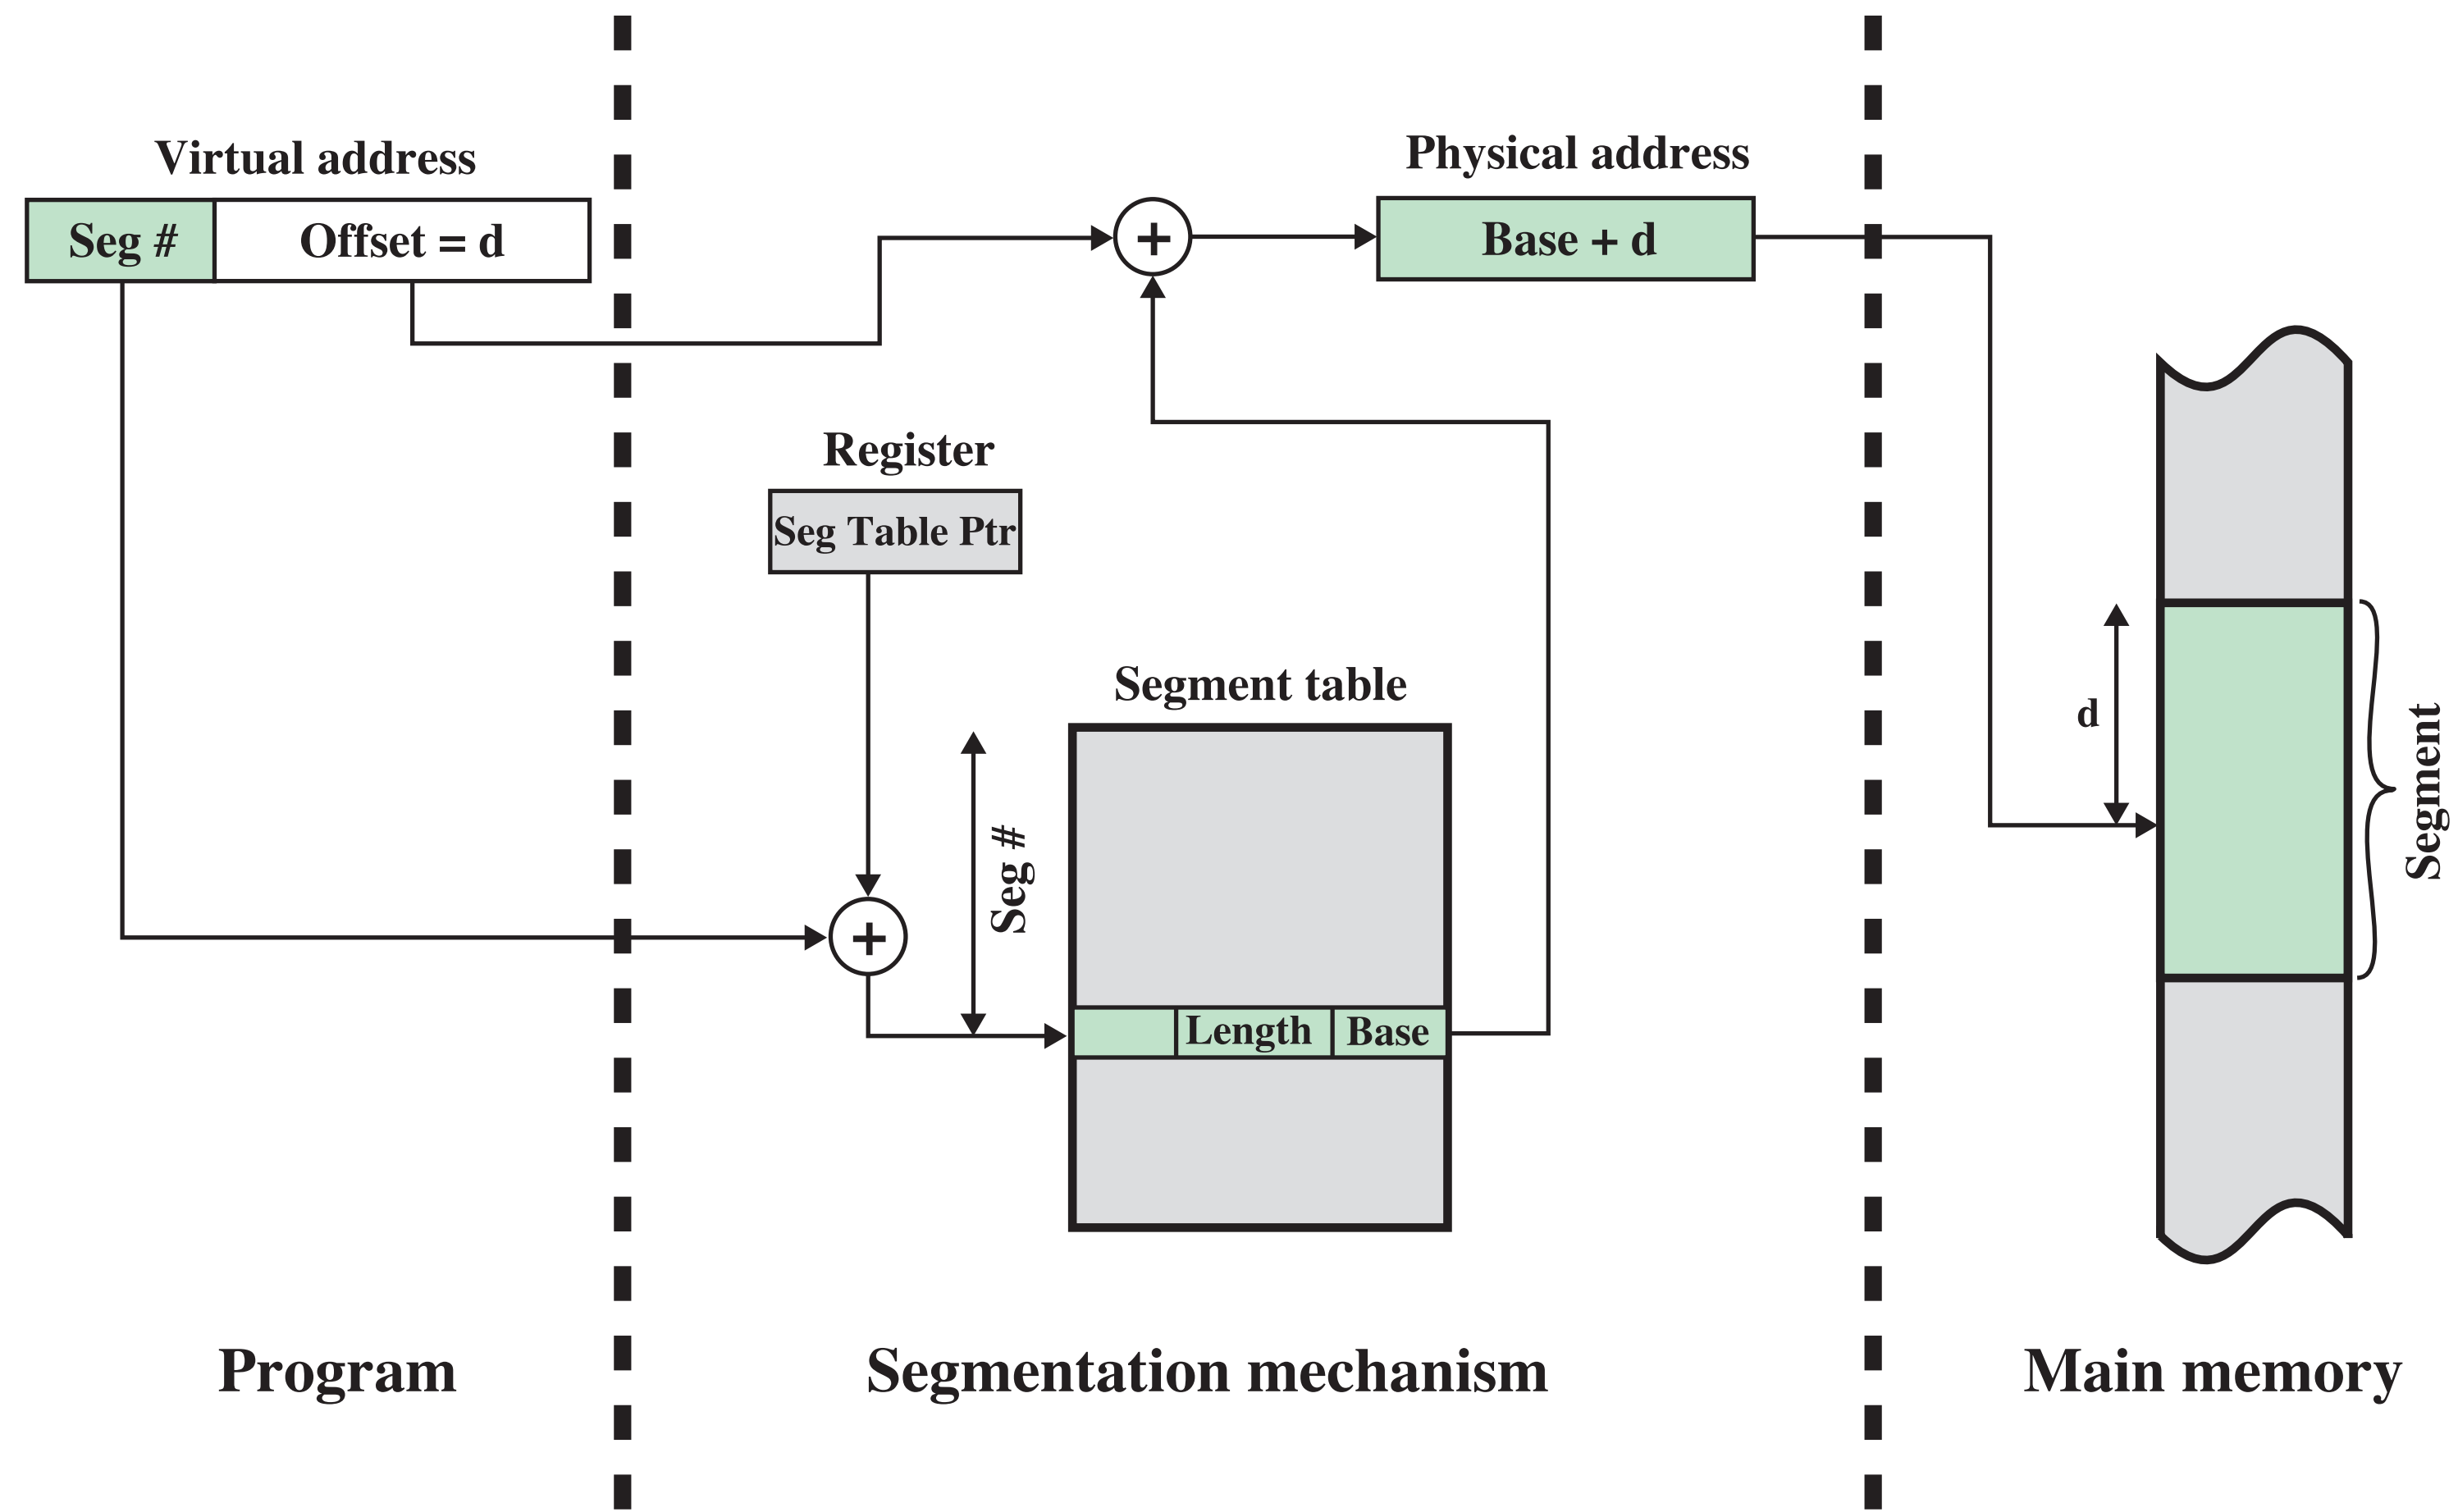 Virtual address
Seg #
Offset = d
+
Physical address
Base + d
Register
Seg Table Ptr
Segment table
Seg #
+
Length
Base
d
Segment
Program
Segmentation mechanism
Main memory